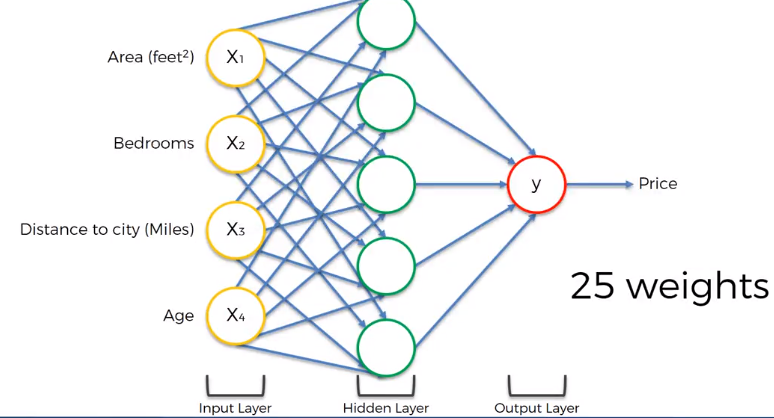 Area (feet²)
X₁
Bedrooms
X₂
Distance to city (Miles)
X₃
Age
X₄
y
Price
25 weights
Input Layer
Hidden Layer
Output Layer